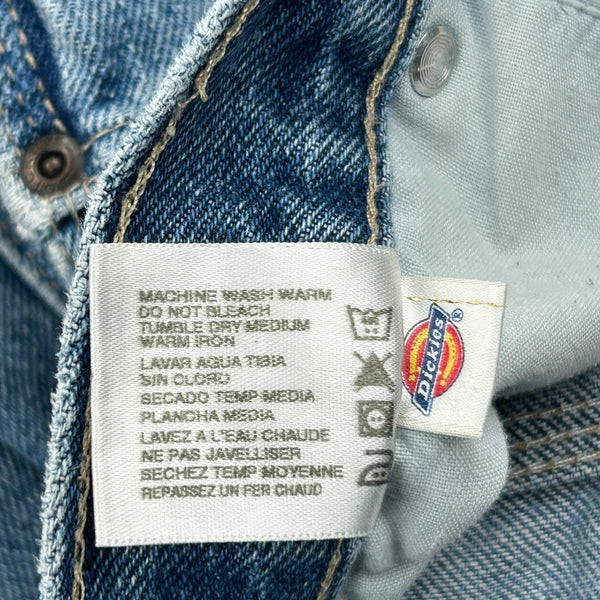 MACHINE WASH WARM
DO NOT BLEACH
TUMBLE DRY MEDIUM
WARM IRON
LAVAR AQUA TIBIA
SIN CLORO
SECADO TEMP MEDIA
PLANCHA MEDIA
LAVEZ A L'EAU CHAUDE
NE PAS JAVELLISER
SECHEZ TEMP MOYENNE
REPASSEZ UN FER CHAUD
Dickies ®